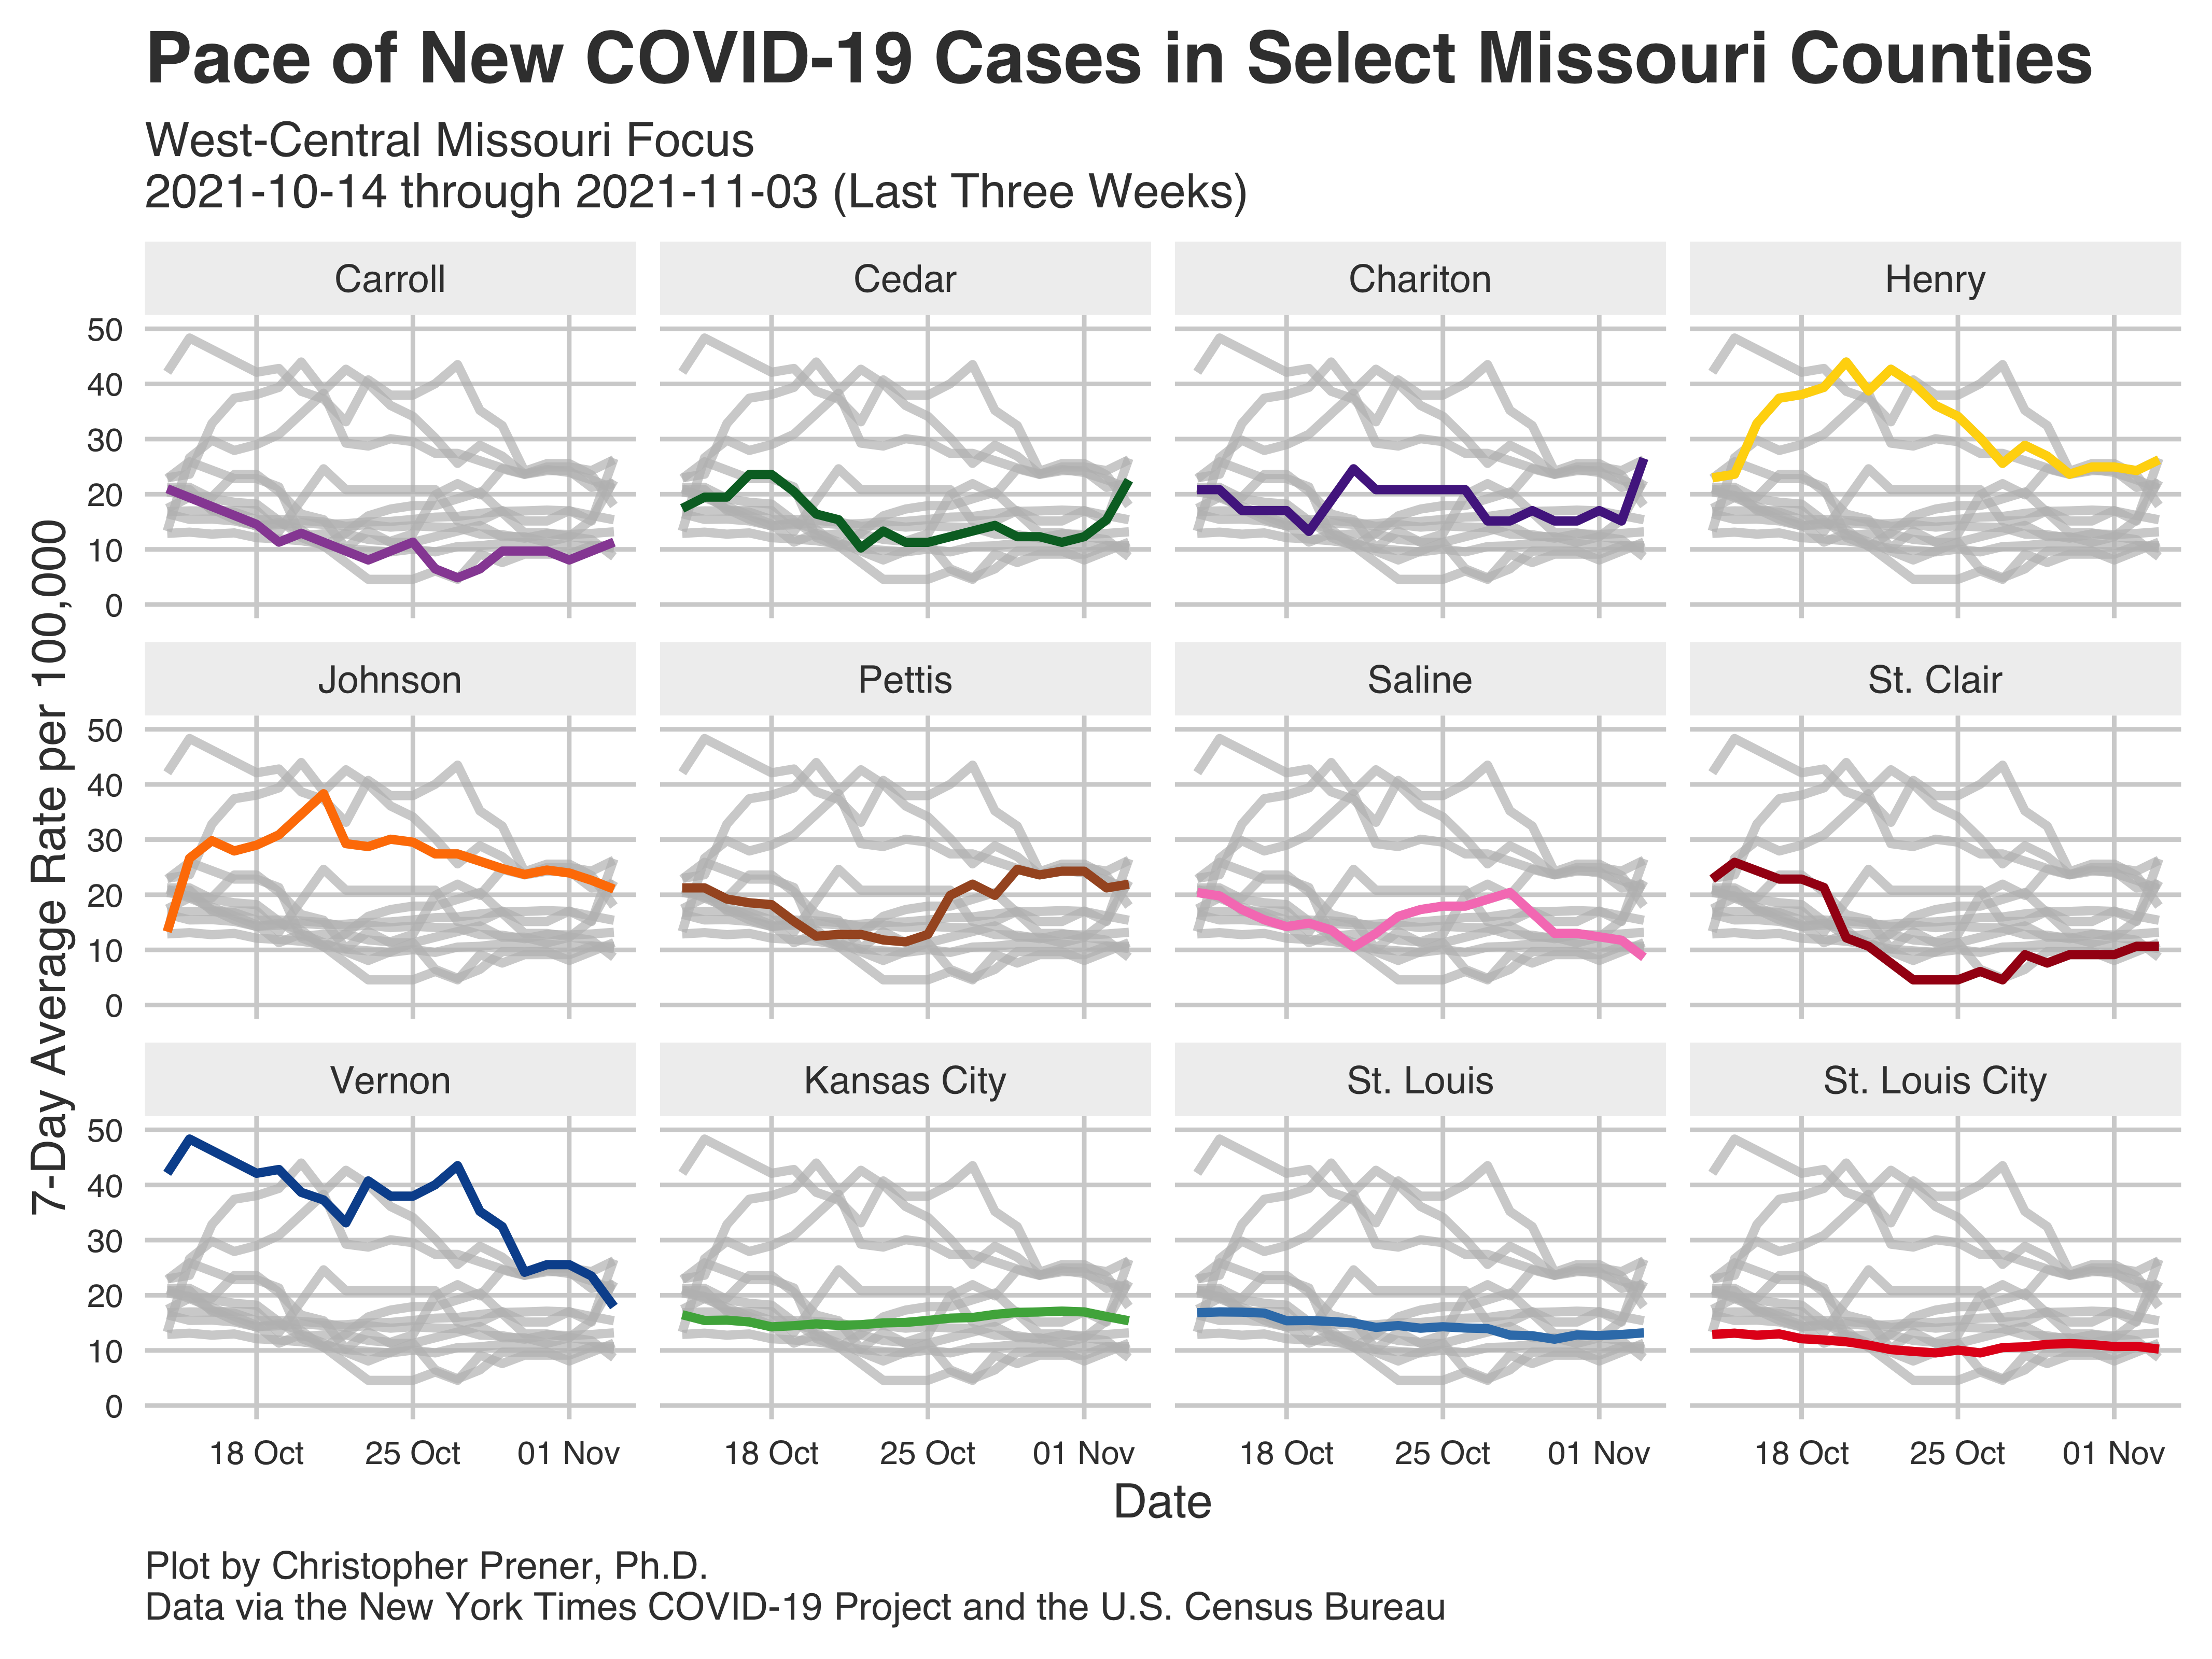 Pace of New COVID-19 Cases in Select Missouri Counties
West-Central Missouri Focus
2021-10-14 through 2021-11-03 (Last Three Weeks)
7-Day Average Rate per 100,000
Carroll
Cedar
Chariton
Henry
50
40
30
20
10
0
Johnson
Pettis
Saline
St. Clair
50
40
30
20
10
0
Vernon
Kansas City
St. Louis
St. Louis City
50
40
30
20
10
0
18 Oct
25 Oct
01 Nov
18 Oct
25 Oct
01 Nov
18 Oct
25 Oct
01 Nov
18 Oct
25 Oct
01 Nov
Date
Plot by Christopher Prener, Ph.D.
Data via the New York Times COVID-19 Project and the U.S. Census Bureau